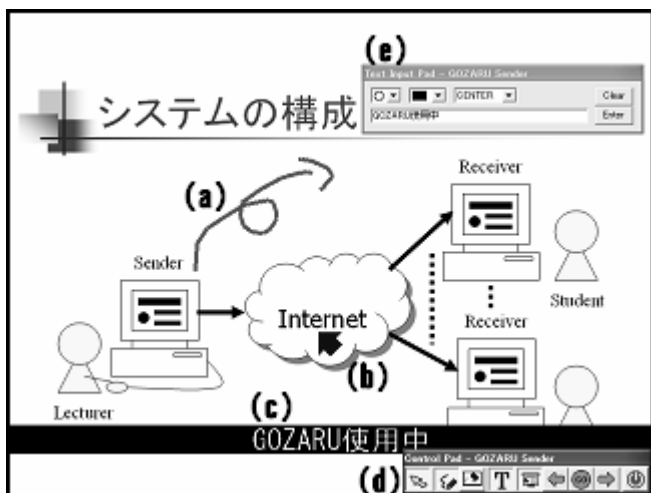 (e)
Text Input Pad - GOZARU Sender
CENTER
Clear
GOZARU使用中
Enter
システムの構成
Receiver
(a)
Sender
Student
Internet
Receiver
(b)
Lecturer
(c)
GOZARU使用中
Control Pad - GOZARU Sender
(d)
T
GO